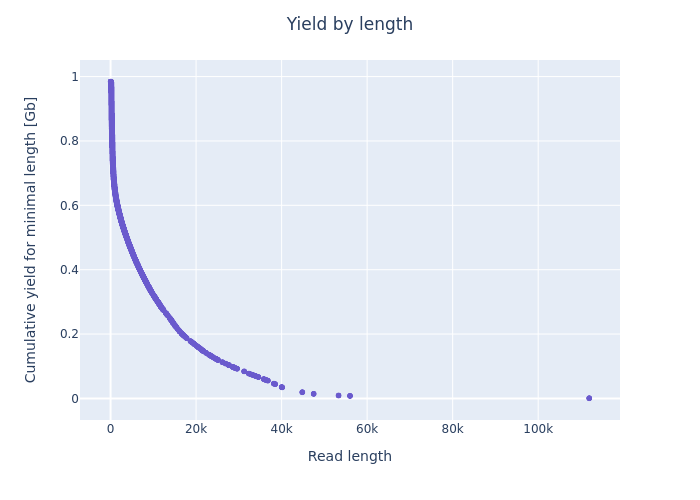 Yield by length
Cumulative yield for minimal length [Gb]
1
0.8
0.6
0.4
0.2
0
0 20k 40k 60k 80k 100k
Read length